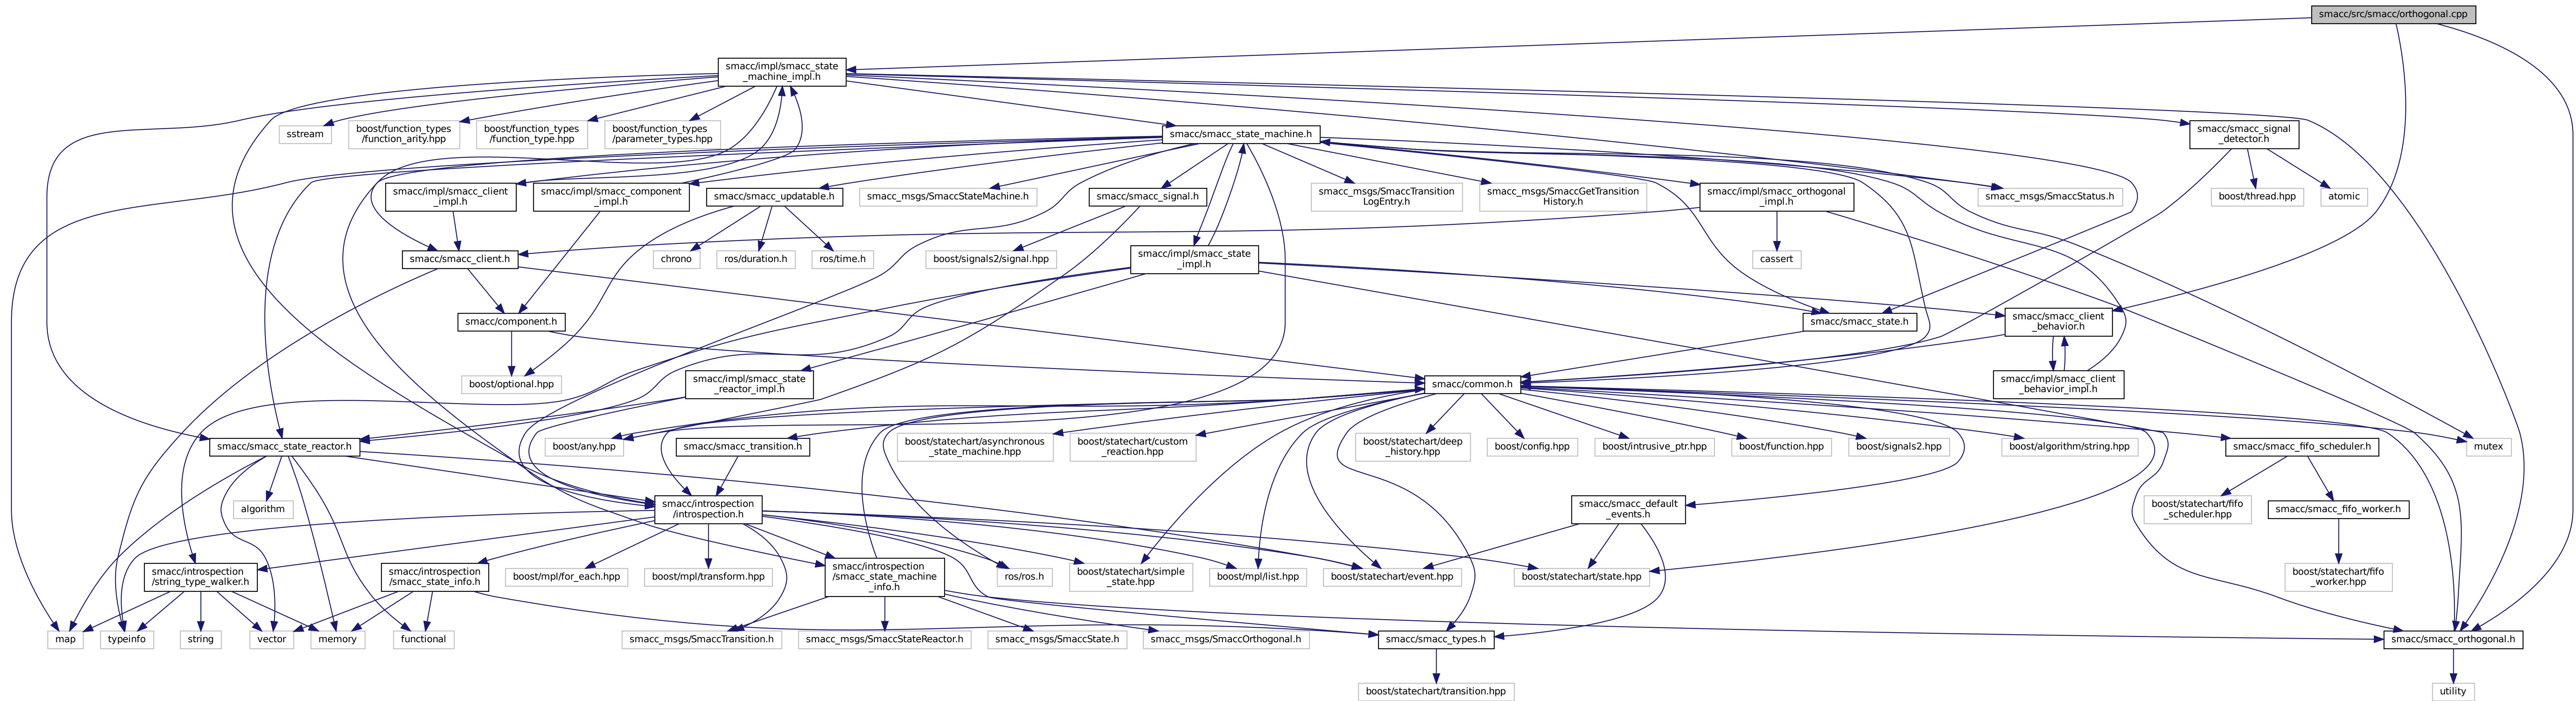 smacc/src/smacc/orthogonal.cpp
smacc/impl/smacc_state
_machine_impl.h
sstream
boost/function_types
/function_arity.hpp
boost/function_types
/function_type.hpp
boost/function_types
/parameter_types.hpp
smacc/smacc_state_machine.h
smacc/smacc_signal
_detector.h
smacc/impl/smacc_client
_impl.h
smacc/impl/smacc_component
_impl.h
smacc/smacc_updatable.h
smacc_msgs/SmaccStateMachine.h
smacc/smacc_signal.h
smacc_msgs/SmaccTransition
LogEntry.h
smacc_msgs/SmaccGetTransition
History.h
smacc/impl/smacc_orthogonal
_impl.h
smacc_msgs/SmaccStatus.h
boost/thread.hpp
atomic
smacc/smacc_client.h
chrono
ros/duration.h
ros/time.h
boost/signals2/signal.hpp
smacc/impl/smacc_state
_impl.h
cassert
smacc/component.h
smacc/smacc_state.h
smacc/smacc_client
_behavior.h
boost/optional.hpp
smacc/impl/smacc_state
_reactor_impl.h
smacc/common.h
smacc/impl/smacc_client
_behavior_impl.h
smacc/smacc_state_reactor.h
boost/any.hpp
smacc/smacc_transition.h
boost/statechart/asynchronous
_state_machine.hpp
boost/statechart/custom
_reaction.hpp
boost/statechart/deep
_history.hpp
boost/config.hpp
boost/intrusive_ptr.hpp
boost/function.hpp
boost/signals2.hpp
boost/algorithm/string.hpp
smacc/smacc_fifo_scheduler.h
mutex
algorithm
smacc/introspection
/introspection.h
smacc/smacc_default
_events.h
boost/statechart/fifo
_scheduler.hpp
smacc/smacc_fifo_worker.h
smacc/introspection
/string_type_walker.h
smacc/introspection
/smacc_state_info.h
boost/mpl/for_each.hpp
boost/mpl/transform.hpp
smacc/introspection
/smacc_state_machine
_info.h
ros/ros.h
boost/statechart/simple
_state.hpp
boost/mpl/list.hpp
boost/statechart/event.hpp
boost/statechart/state.hpp
boost/statechart/fifo
_worker.hpp
map
typeinfo
string
vector
memory
functional
smacc_msgs/SmaccTransition.h
smacc_msgs/SmaccStateReactor.h
smacc_msgs/SmaccState.h
smacc_msgs/SmaccOrthogonal.h
smacc/smacc_types.h
smacc/smacc_orthogonal.h
boost/statechart/transition.hpp
utility